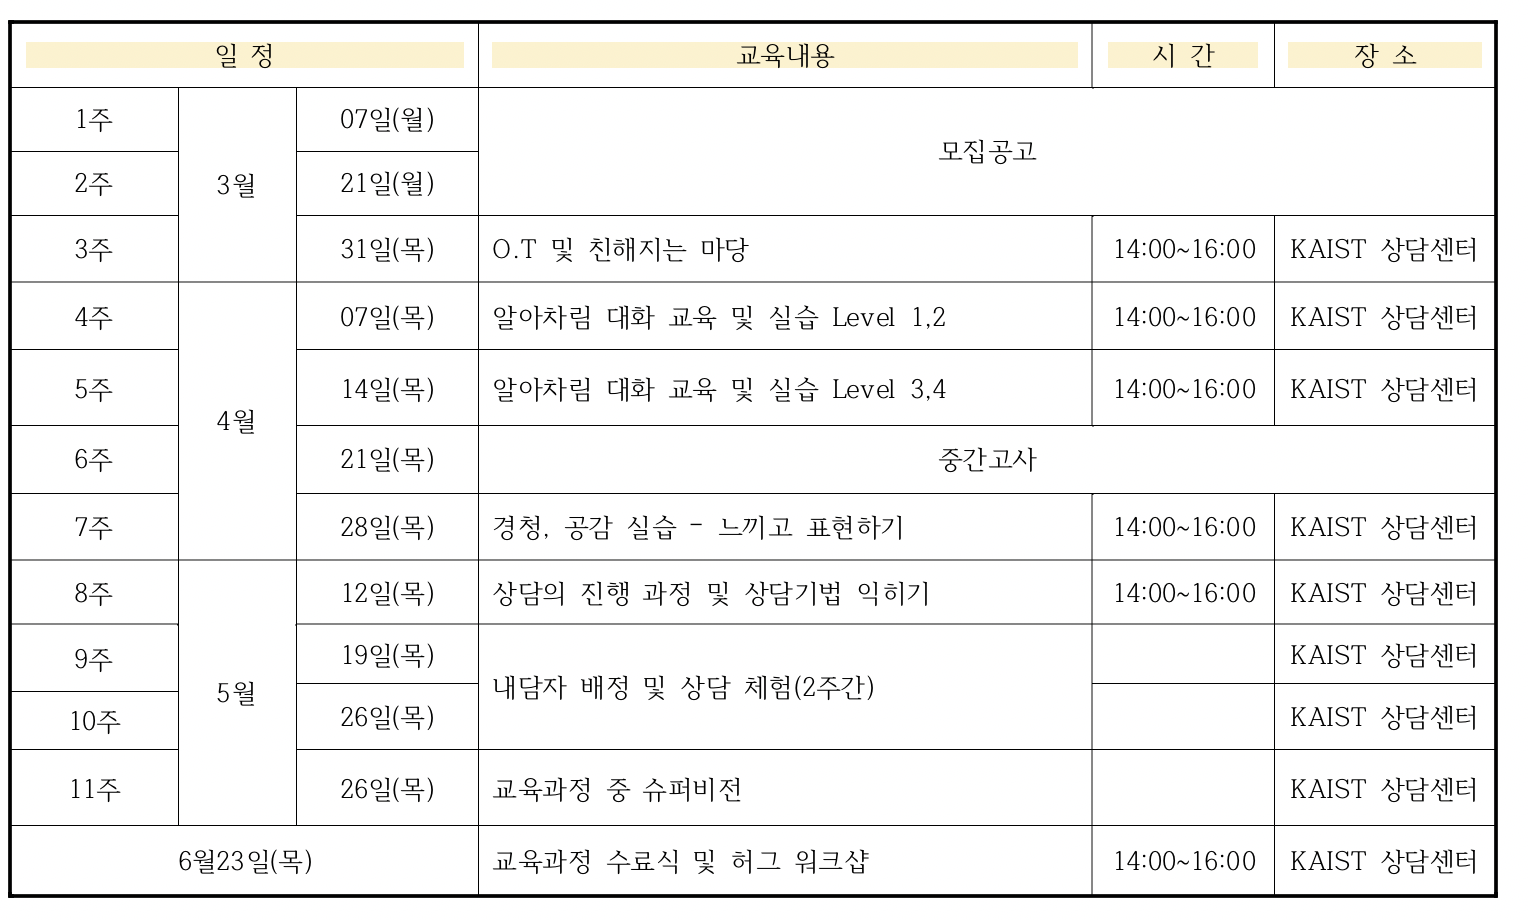 일 정 교육내용 시 간 장 소
1주 3월 07일(월) 모집공고
2주 21일(월)
3주 31일(목) O.T 및 친해지는 마당 14:00~16:00 KAIST 상담센터
4주 4월 07일(목) 알아차림 대화 교육 및 실습 Level 1,2 14:00~16:00 KAIST 상담센터
5주 14일(목) 알아차림 대화 교육 및 실습 Level 3,4 14:00~16:00 KAIST 상담센터
6주 21일(목) 중간고사
7주 28일(목) 경청, 공감 실습 - 느끼고 표현하기 14:00~16:00 KAIST 상담센터
8주 5월 12일(목) 상담의 진행 과정 및 상담기법 익히기 14:00~16:00 KAIST 상담센터
9주 19일(목) 내담자 배정 및 상담 체험(2주간) KAIST 상담센터
10주 26일(목) KAIST 상담센터
11주 26일(목) 교육과정 중 슈퍼비전 KAIST 상담센터
6월23일(목) 교육과정 수료식 및 허그 워크샵 14:00~16:00 KAIST 상담센터